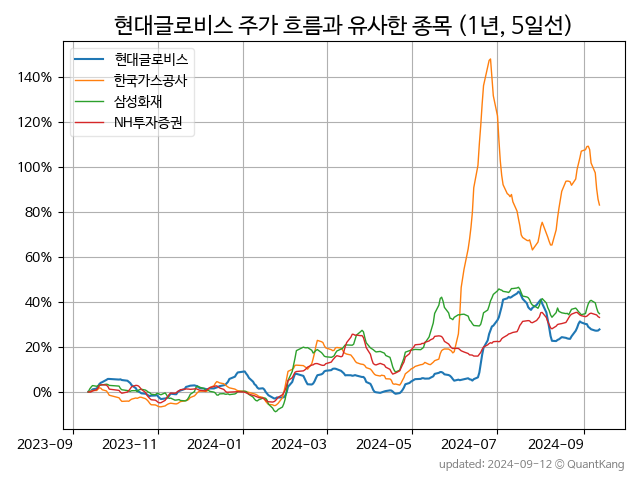 현대글로비스 주가 흐름과 유사한 종목 (1년, 5일선)
현대글로비스
한국가스공사
삼성화재
NH투자증권
140%
120%
100%
80%
60%
40%
20%
0%
2023-09 2023-11 2024-01 2024-03 2024-05 2024-07 2024-09
updated: 2024-09-12 © QuantKang